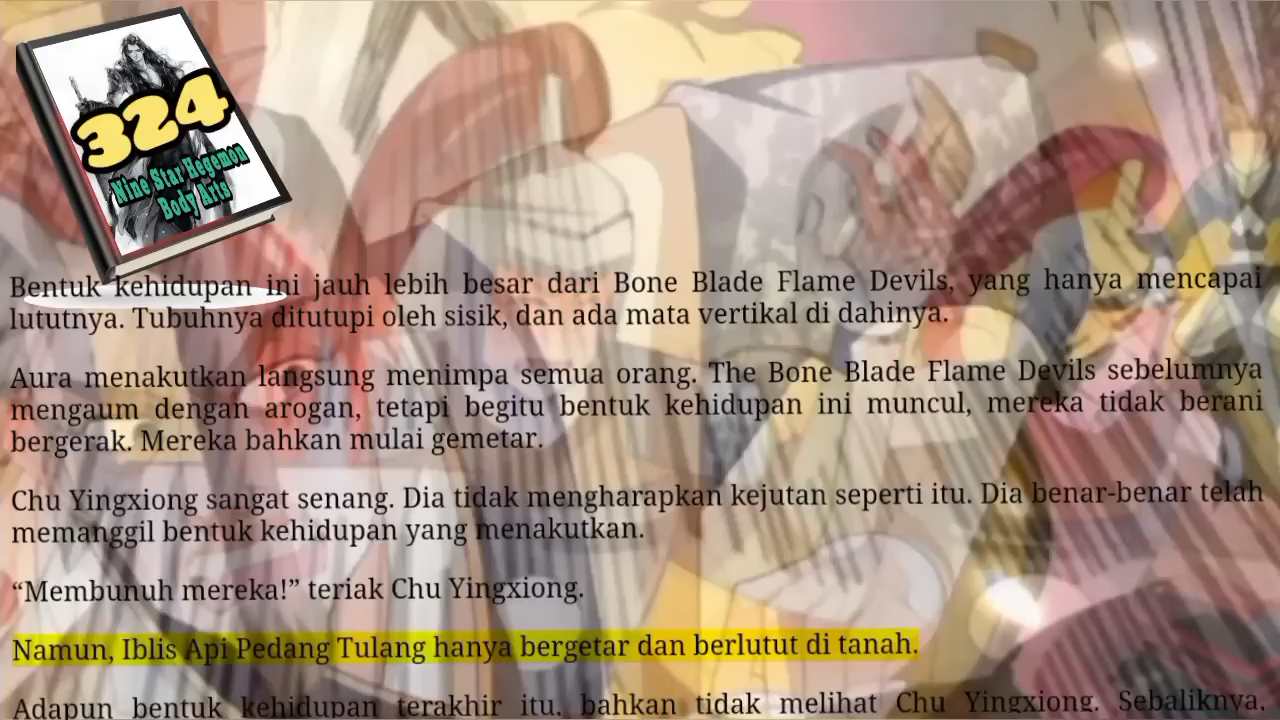 324
Nine Star Hegemon
Body Arts
Bentuk kehidupan ini jauh lebih besar dari Bone Blade Flame Devils, yang hanya mencapai
lututnya. Tubuhnya ditutupi oleh sisik, dan ada mata vertikal di dahinya.
Aura menakutkan langsung menimpa semua orang. The Bone Blade Flame Devils sebelumnya
mengaum dengan arogan, tetapi begitu bentuk kehidupan ini muncul, mereka tidak berani
bergerak. Mereka bahkan mulai gemetar.
Chu Yingxiong sangat senang. Dia tidak mengharapkan kejutan seperti itu. Dia benar-benar telah
memanggil bentuk kehidupan yang menakutkan.
“Membunuh mereka!” teriak Chu Yingxiong.
Namun, Iblis Api Pedang Tulang hanya bergetar dan berlutut di tanah.
Adapun bentuk kehidupan terakhir itu, bahkan tidak melihat Chu Yingxiong. Sebaliknya,